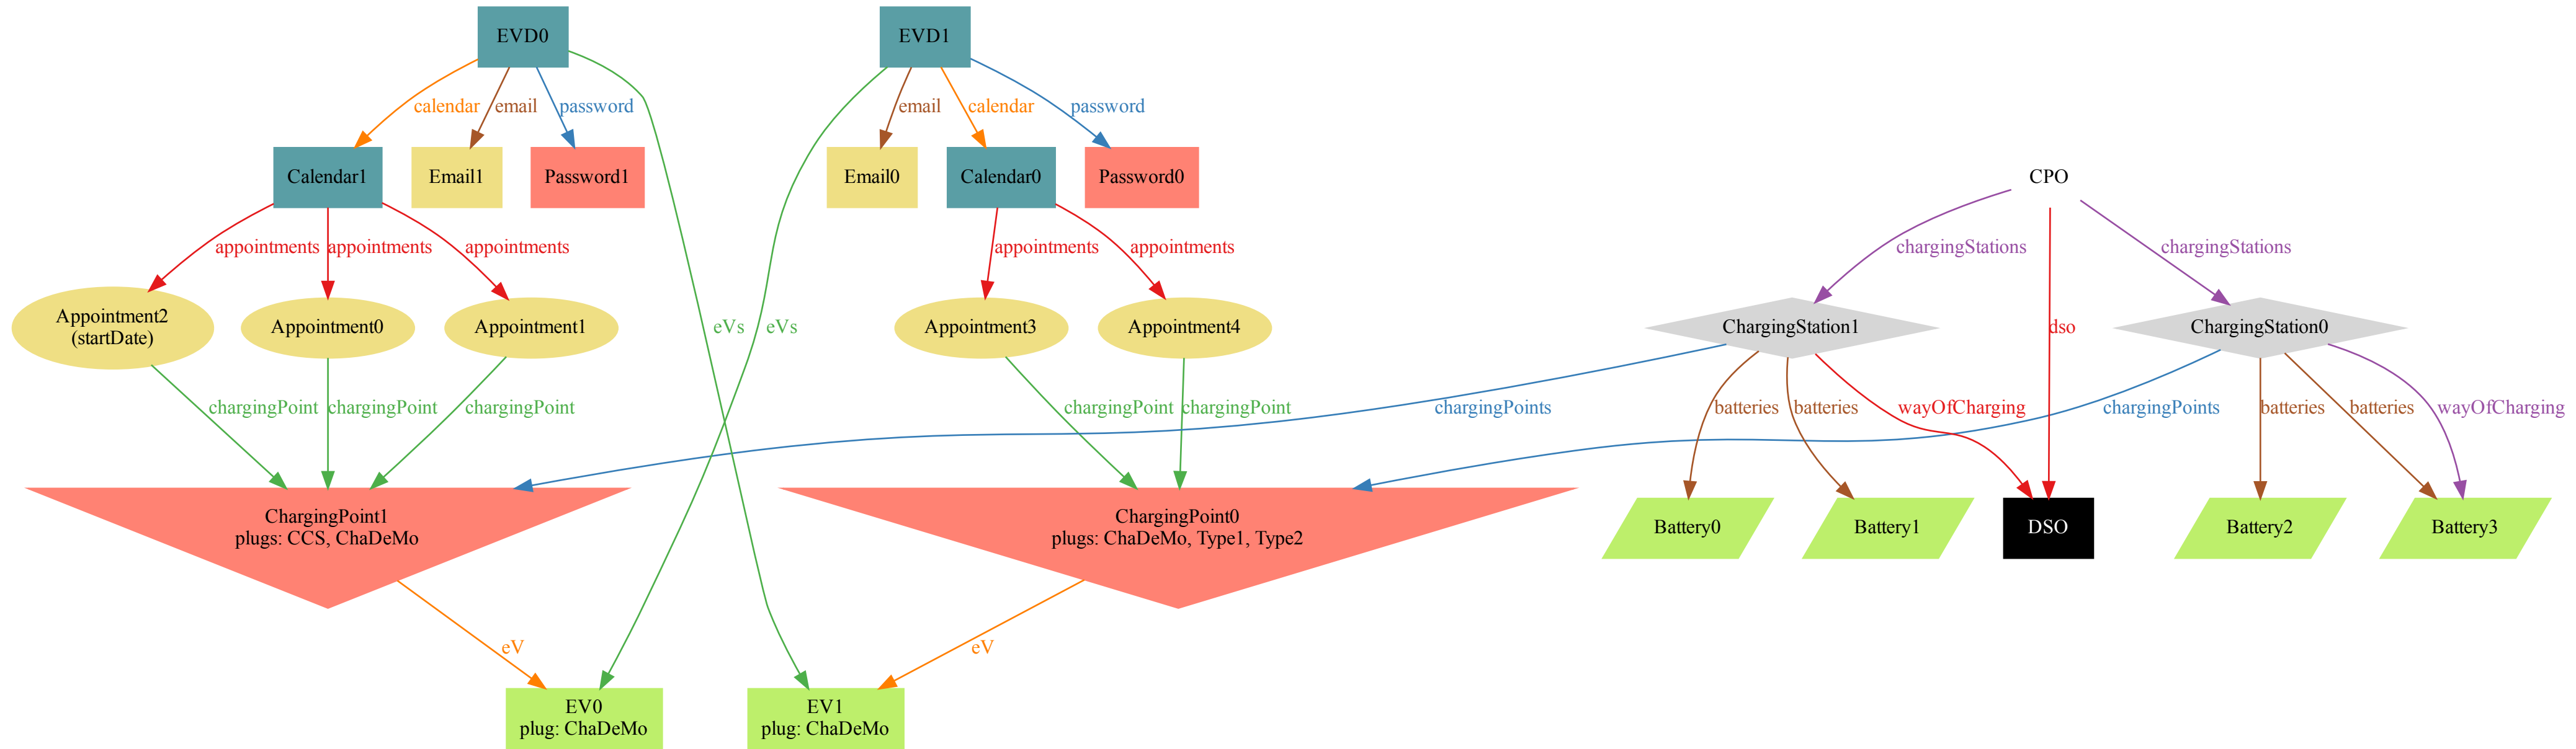 EVD0
EVD1
calendar
email
password
email
calendar
password
Calendar1
Email1
Password1
Email0
Calendar0
Password0
CPO
appointments
appointments
appointments
appointments
appointments
chargingStations
chargingStations
Appointment2
(startDate)
Appointment0
Appointment1
eVs
eVs
Appointment3
Appointment4
ChargingStation1
dso
ChargingStation0
chargingPoint
chargingPoint
chargingPoint
chargingPoint
chargingPoint
chargingPoints
batteries
batteries
wayOfCharging
chargingPoints
batteries
batteries
wayOfCharging
ChargingPoint1
plugs: CCS, ChaDeMo
ChargingPoint0
plugs: ChaDeMo, Type1, Type2
Battery0
Battery1
DSO
Battery2
Battery3
eV
eV
EV0
plug: ChaDeMo
EV1
plug: ChaDeMo